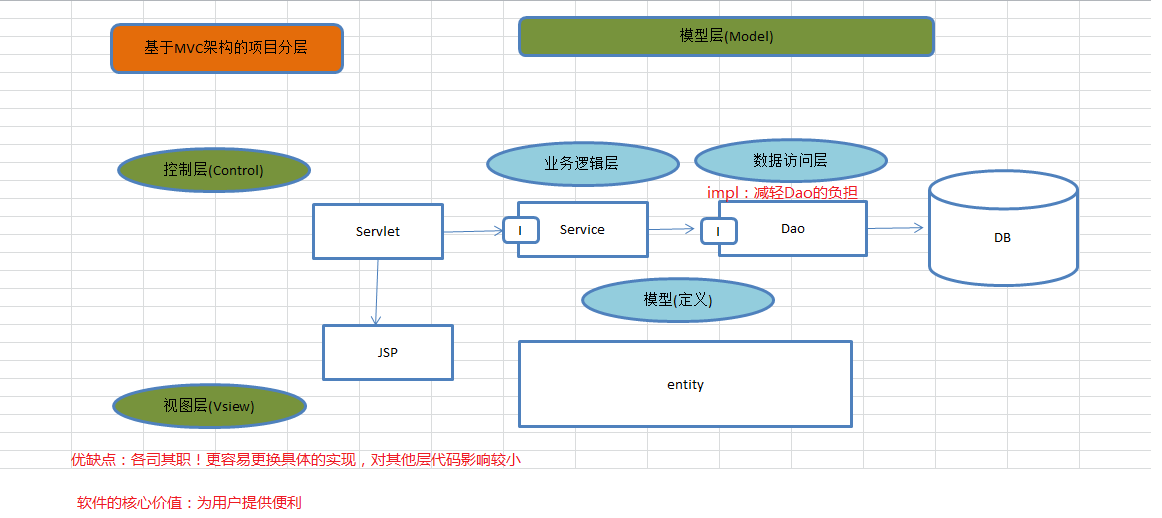 基于MVC架构的项目分层
模型层(Model)
控制层(Control)
业务逻辑层
数据访问层
impl：减轻Dao的负担
Servlet
I
Service
I
Dao
DB
模型(定义)
JSP
entity
视图层(Vsiew)
优缺点：各司其职！更容易更换具体的实现，对其他层代码影响较小
软件的核心价值：为用户提供便利